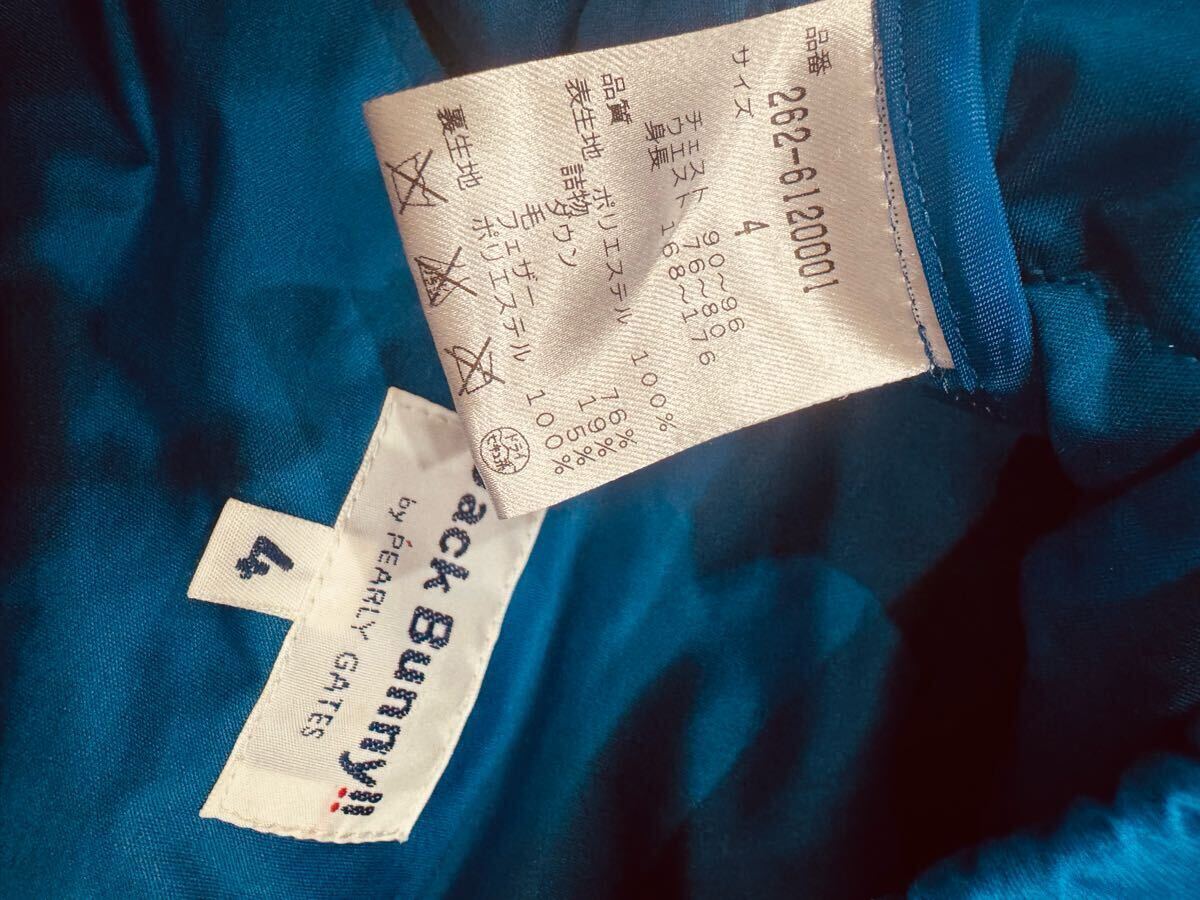 品番 262-6120001
サイズ 4
チェスト 90~96
ウエスト 76~80
身長 168~176
品質
表生地 ポリエステル 100%
詰物
ダウン 76%
フェザー 19%
毛 5%
裏生地 ポリエステル 100%
ドライ
ack Bunny!!
by PEARLY GATES
4